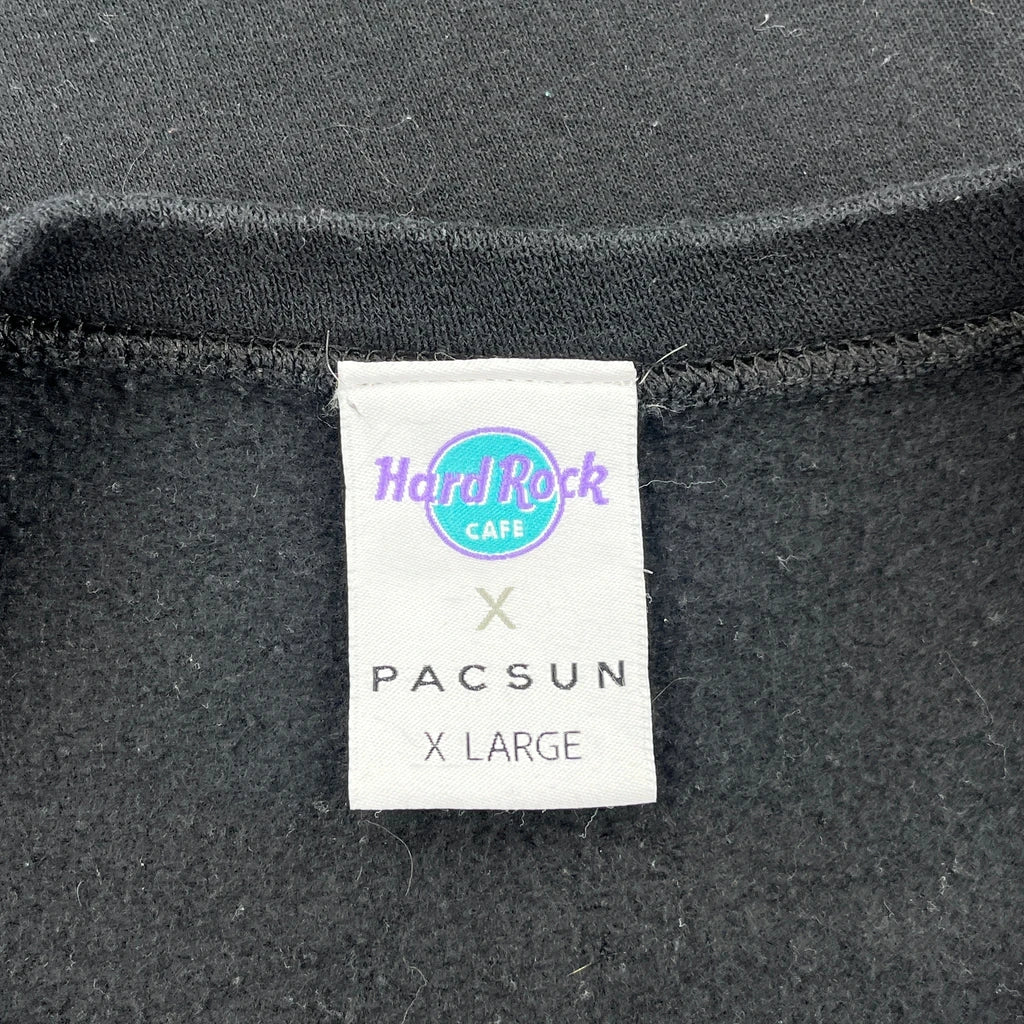 Hard Rock
CAFE
X
PACSUN
X LARGE